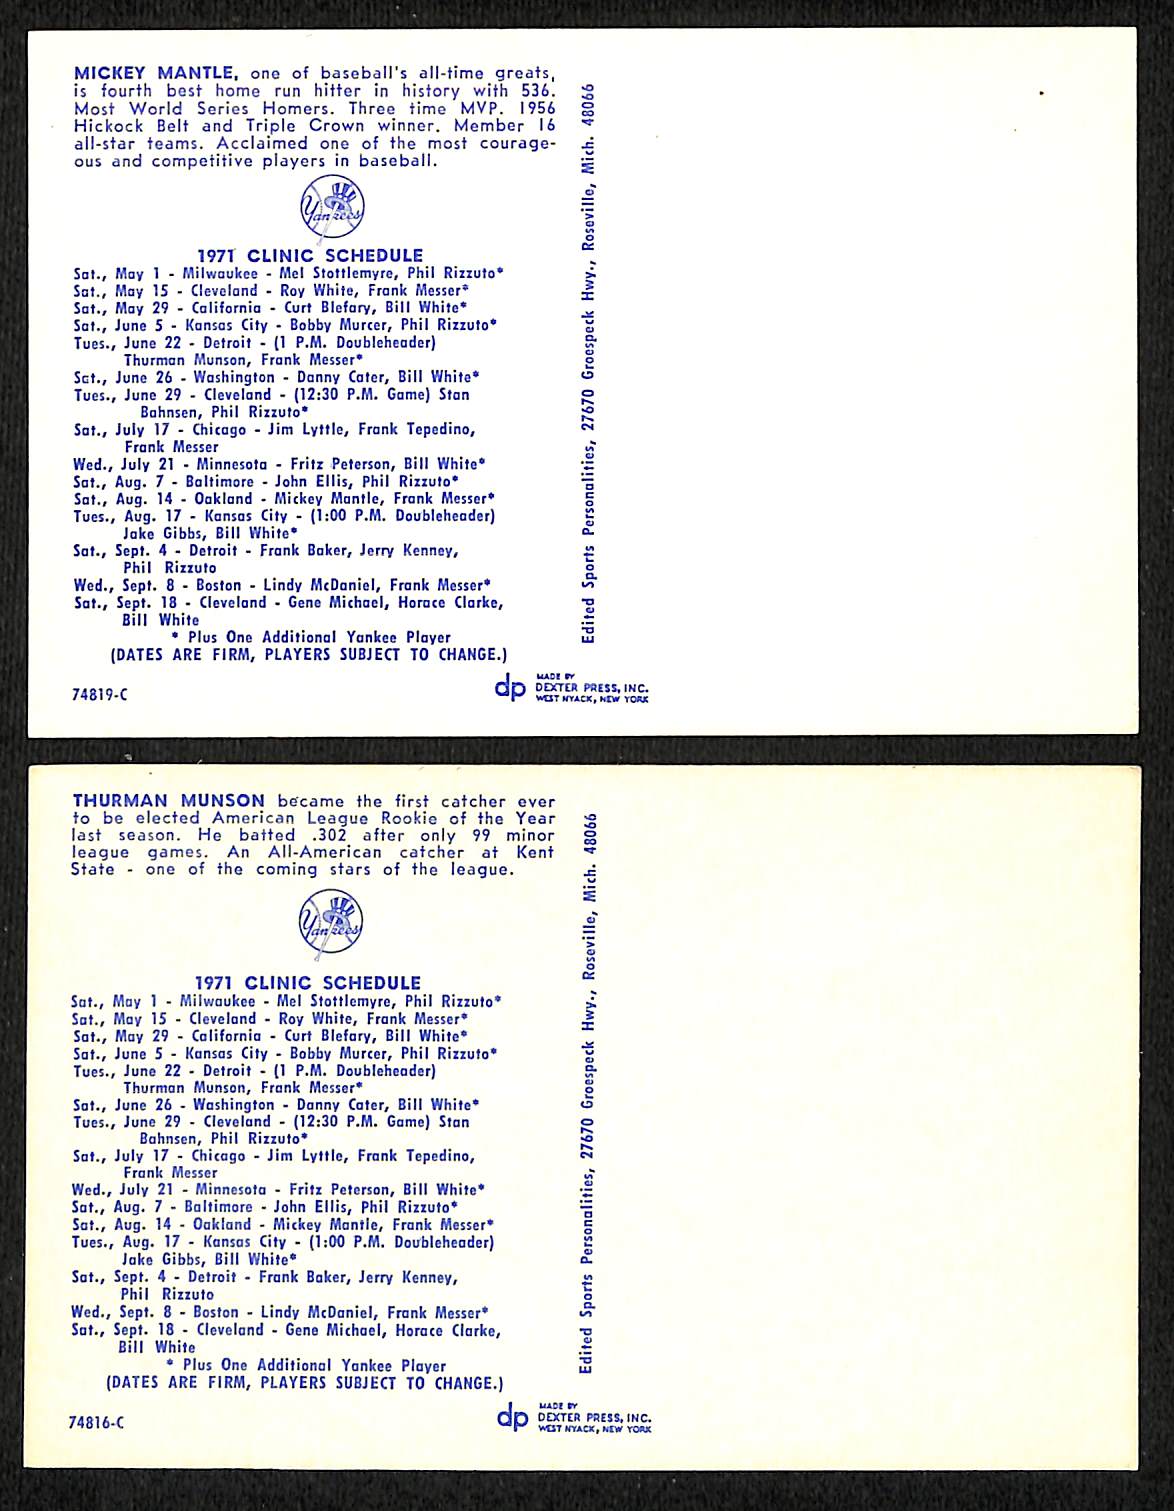 MICKEY MANTLE, one of baseball's all-time greats,
is fourth best home run hitter in history with 536.
Most World Series Homers. Three time MVP. 1956
Hickock Belt and Triple Crown winner. Member 16
all-star teams. Acclaimed one of the most courage-
ous and competitive players in baseball.
Yankees
1971 CLINIC SCHEDULE
Sat., May 1 - Milwaukee - Mel Stottlemyre, Phil Rizzuto*
Sat., May 15 - Cleveland - Roy White, Frank Messer*
Sat., May 29 - California - Curt Blefary, Bill White*
Sat., June 5 - Kansas City - Bobby Murcer, Phil Rizzuto*
Tues., June 22 - Detroit - (1 P.M. Doubleheader)
Thurman Munson, Frank Messer*
Sat., June 26 - Washington - Danny Cater, Bill White*
Tues., June 29 - Cleveland - (12:30 P.M. Game) Stan
Bahnsen, Phil Rizzuto*
Sat., July 17 - Chicago - Jim Lyttle, Frank Tepedino,
Frank Messer
Wed., July 21 - Minnesota - Fritz Peterson, Bill White*
Sat., Aug. 7 - Baltimore - John Ellis, Phil Rizzuto*
Sat., Aug. 14 - Oakland - Mickey Mantle, Frank Messer*
Tues., Aug. 17 - Kansas City - (1:00 P.M. Doubleheader)
Jake Gibbs, Bill White*
Sat., Sept. 4 - Detroit - Frank Baker, Jerry Kenney,
Phil Rizzuto
Wed., Sept. 8 - Boston - Lindy McDaniel, Frank Messer*
Sat., Sept. 18 - Cleveland - Gene Michael, Horace Clarke,
Bill White
* Plus One Additional Yankee Player
(DATES ARE FIRM, PLAYERS SUBJECT TO CHANGE.)
74819-C
dp
MADE BY
DEXTER PRESS, INC.
WEST NYACK, NEW YORK
Edited Sports Personalities, 27670 Groespeck Hwy., Roseville, Mich. 48066
THURMAN MUNSON became the first catcher ever
to be elected American League Rookie of the Year
last season. He batted .302 after only 99 minor
league games. An All-American catcher at Kent
State - one of the coming stars of the league.
Yankees
1971 CLINIC SCHEDULE
Sat., May 1 - Milwaukee - Mel Stottlemyre, Phil Rizzuto*
Sat., May 15 - Cleveland - Roy White, Frank Messer*
Sat., May 29 - California - Curt Blefary, Bill White*
Sat., June 5 - Kansas City - Bobby Murcer, Phil Rizzuto*
Tues., June 22 - Detroit - (1 P.M. Doubleheader)
Thurman Munson, Frank Messer*
Sat., June 26 - Washington - Danny Cater, Bill White*
Tues., June 29 - Cleveland - (12:30 P.M. Game) Stan
Bahnsen, Phil Rizzuto*
Sat., July 17 - Chicago - Jim Lyttle, Frank Tepedino,
Frank Messer
Wed., July 21 - Minnesota - Fritz Peterson, Bill White*
Sat., Aug. 7 - Baltimore - John Ellis, Phil Rizzuto*
Sat., Aug. 14 - Oakland - Mickey Mantle, Frank Messer*
Tues., Aug. 17 - Kansas City - (1:00 P.M. Doubleheader)
Jake Gibbs, Bill White*
Sat., Sept. 4 - Detroit - Frank Baker, Jerry Kenney,
Phil Rizzuto
Wed., Sept. 8 - Boston - Lindy McDaniel, Frank Messer*
Sat., Sept. 18 - Cleveland - Gene Michael, Horace Clarke,
Bill White
* Plus One Additional Yankee Player
(DATES ARE FIRM, PLAYERS SUBJECT TO CHANGE.)
74816-C
dp
MADE BY
DEXTER PRESS, INC.
WEST NYACK, NEW YORK
Edited Sports Personalities, 27670 Groespeck Hwy., Roseville, Mich. 48066